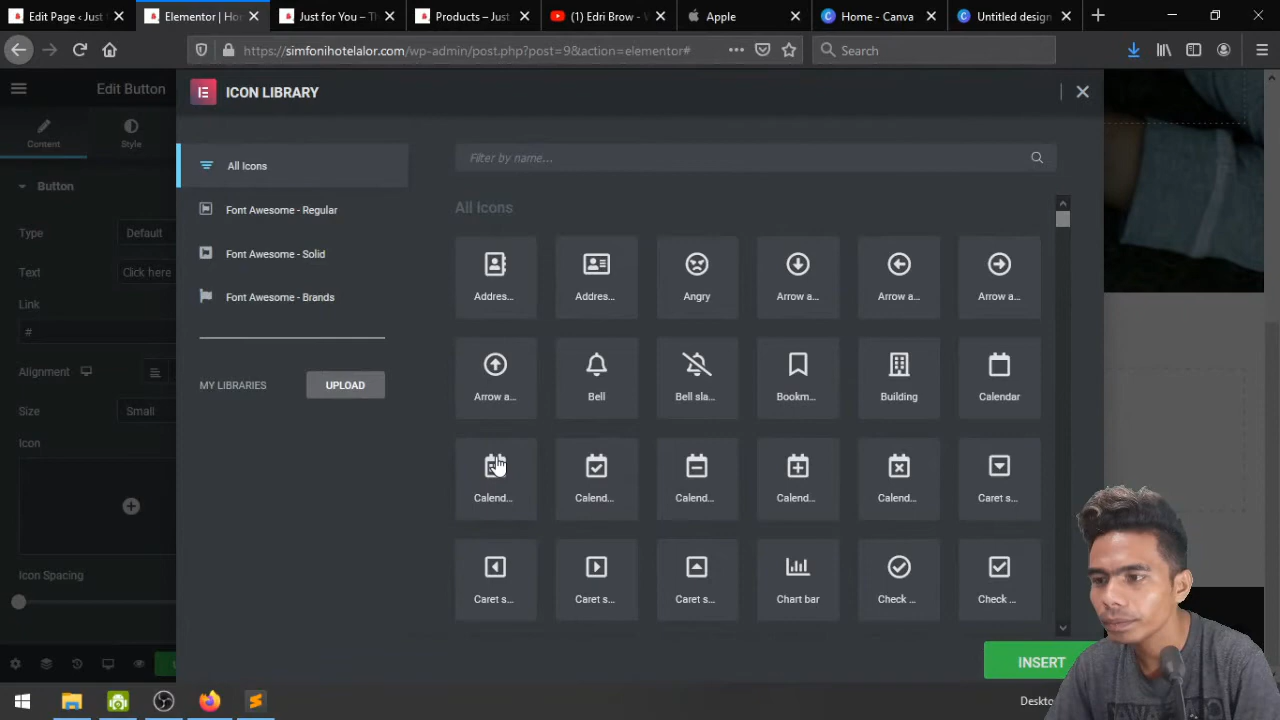 Edit Page ‹ Just f
Elementor | Hom
Just for You – Th
Products – Just
(1) Edri Brow - Y
Apple
Home - Canva
Untitled design
https://simfonihotelalor.com/wp-admin/post.php?post=9&action=elementor#
Search
Edit Button
ICON LIBRARY
Content
Style
All Icons
Filter by name...
Button
Font Awesome - Regular
All Icons
Type
Default
Font Awesome - Solid
Text
Click here
Addres...
Addres...
Angry
Arrow a...
Arrow a...
Arrow a...
Link
Font Awesome - Brands
#
Alignment
MY LIBRARIES
UPLOAD
Arrow a...
Bell
Bell sla...
Bookm...
Building
Calendar
Size
Small
Icon
Calend...
Calend...
Calend...
Calend...
Calend...
Caret s...
Icon Spacing
Caret s...
Caret s...
Caret s...
Chart bar
Check ...
Check ...
INSERT